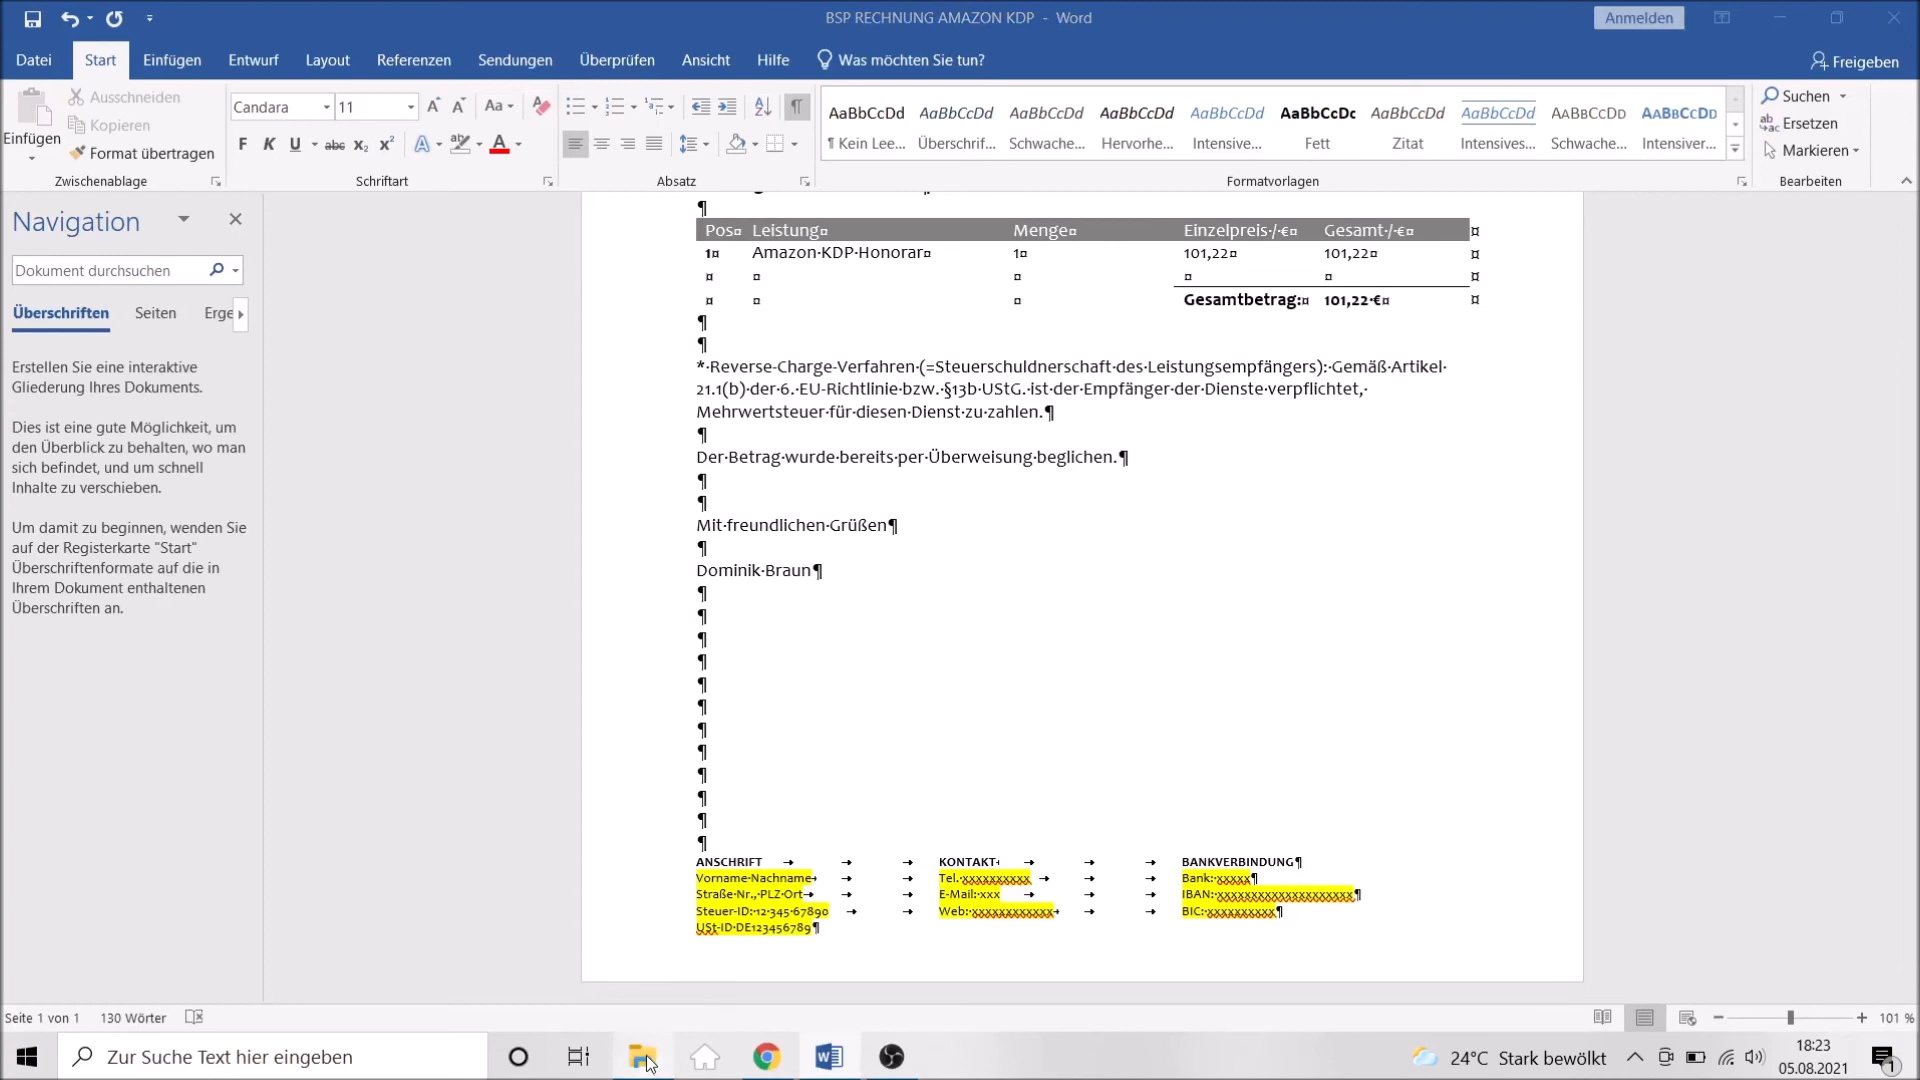 BSP RECHNUNG AMAZON KDP - Word
Anmelden
Datei Start Einfügen Entwurf Layout Referenzen Sendungen Überprüfen Ansicht Hilfe Was möchten Sie tun? Freigeben
Einfügen
Ausschneiden
Kopieren
Format übertragen
Zwischenablage
Candara 11
Schriftart
Absatz
AaBbCcDd AaBbCcDd AaBbCcDd AaBbCcDd AaBbCcDd AaBbCcDc AaBbCcDd AaBbCcDd AaBbCcDd AaBbCcDd
¶ Kein Lee... Überschrif... Schwache... Hervorhe... Intensive... Fett Zitat Intensives... Schwache... Intensiver...
Formatvorlagen
Suchen
Ersetzen
Markieren
Bearbeiten
Navigation
Dokument durchsuchen
Überschriften Seiten Erge
Erstellen Sie eine interaktive
Gliederung Ihres Dokuments.
Dies ist eine gute Möglichkeit, um
den Überblick zu behalten, wo man
sich befindet, und um schnell
Inhalte zu verschieben.
Um damit zu beginnen, wenden Sie
auf der Registerkarte "Start"
Überschriftenformate auf die in
Ihrem Dokument enthaltenen
Überschriften an.
Pos¤ Leistung¤ Menge¤ Einzelpreis·/·€¤ Gesamt·/·€¤ ¤
1¤ Amazon·KDP·Honorar¤ 1¤ 101,22¤ 101,22¤ ¤
¤ ¤ ¤ ¤ ¤ ¤
¤ ¤ ¤ Gesamtbetrag:¤ 101,22·€¤ ¤
*·Reverse-Charge-Verfahren·(=Steuerschuldnerschaft·des·Leistungsempfängers):·Gemäß·Artikel·
21.1(b)·der·6.·EU-Richtlinie·bzw.·§13b·UStG.·ist·der·Empfänger·der·Dienste·verpflichtet,·
Mehrwertsteuer·für·diesen·Dienst·zu·zahlen.¶
Der·Betrag·wurde·bereits·per·Überweisung·beglichen.¶
Mit·freundlichen·Grüßen¶
Dominik·Braun¶
ANSCHRIFT KONTAKT BANKVERBINDUNG¶
Vorname·Nachname Tel.·xxxxxxxxxx Bank:·xxxxx¶
Straße·Nr.,·PLZ·Ort E-Mail:·xxx IBAN:·xxxxxxxxxxxxxxxxxxxx¶
Steuer-ID:·12·345·67890 Web:·xxxxxxxxxxxx BIC:·xxxxxxxxxx¶
USt-ID·DE123456789¶
Seite 1 von 1 130 Wörter 101 %
Zur Suche Text hier eingeben
24°C Stark bewölkt
18:23
05.08.2021
1